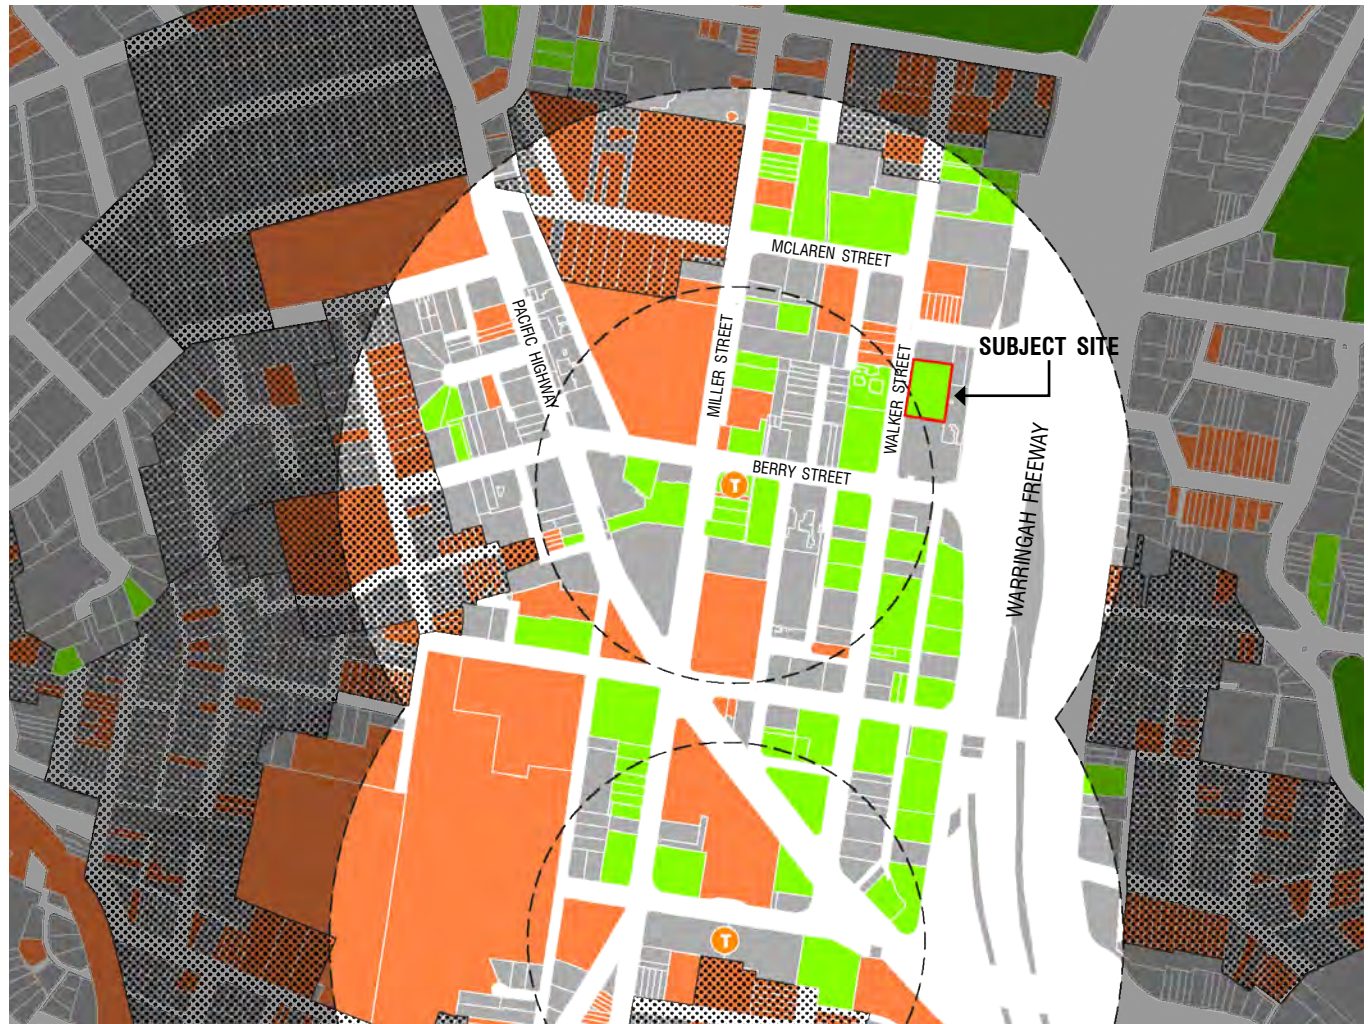 MCLAREN STREET
PACIFIC HIGHWAY
MILLER STREET
WALKER STREET
SUBJECT SITE
BERRY STREET
T
WARRINGAH FREEWAY
T